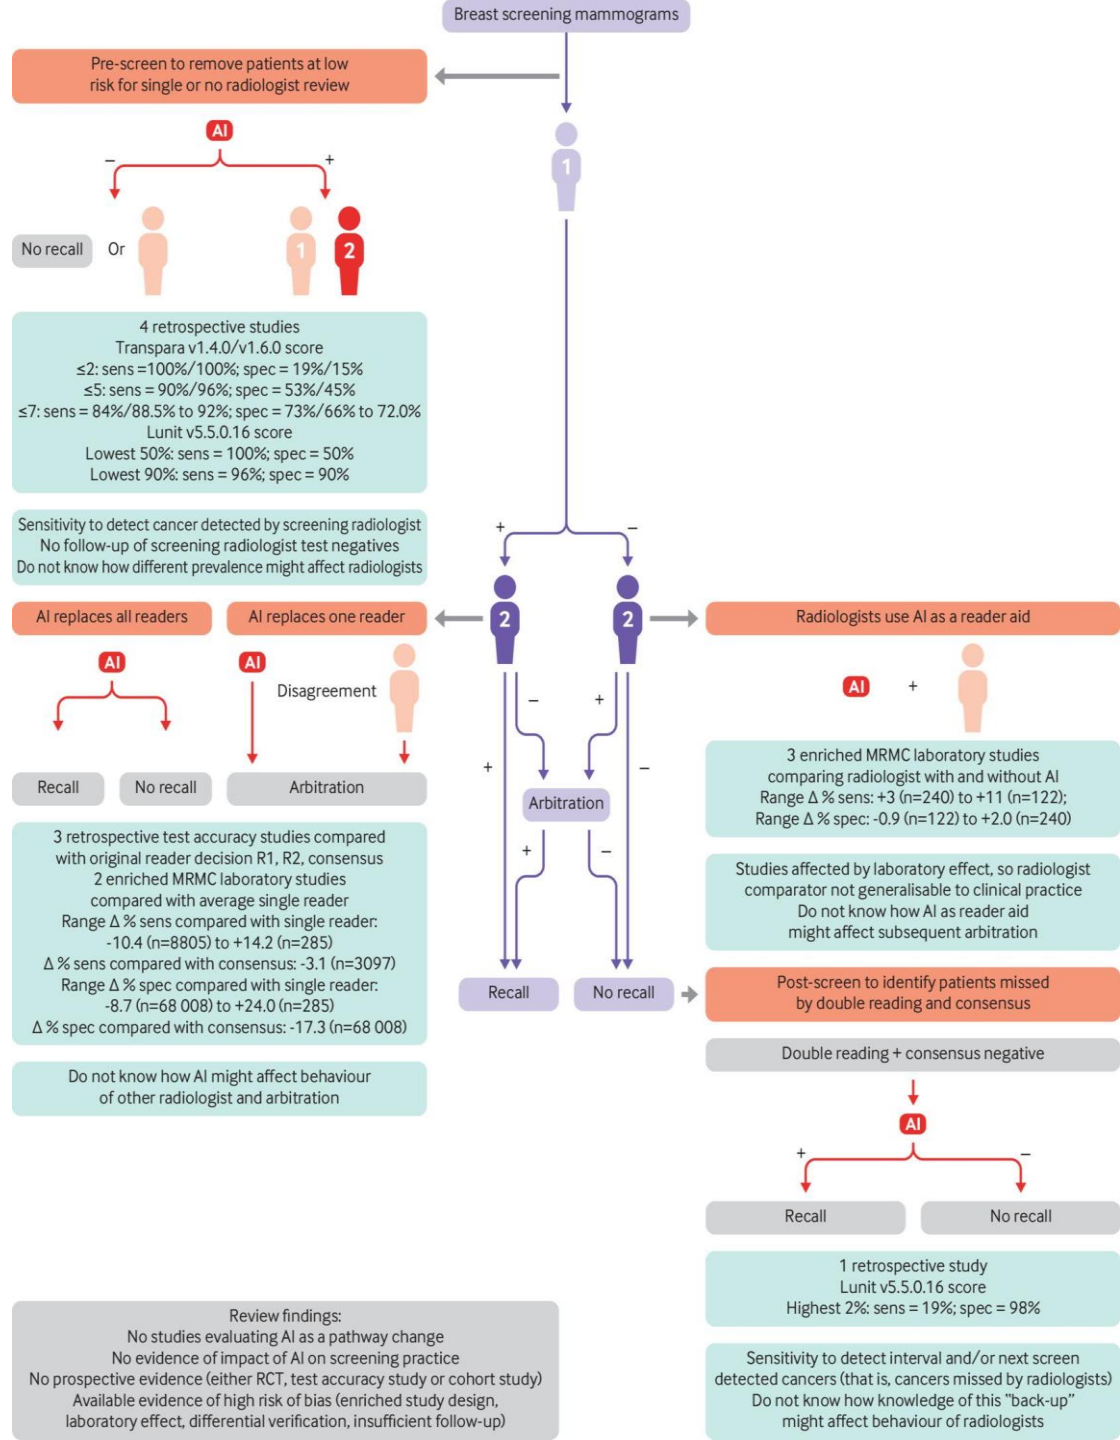 Breast screening mammograms
Pre-screen to remove patients at low
risk for single or no radiologist review
AI
–
+
1
No recall
Or
1
2
4 retrospective studies
Transpara v1.4.0/v1.6.0 score
≤2: sens =100%/100%; spec = 19%/15%
≤5: sens = 90%/96%; spec = 53%/45%
≤7: sens = 84%/88.5% to 92%; spec = 73%/66% to 72.0%
Lunit v5.5.0.16 score
Lowest 50%: sens = 100%; spec = 50%
Lowest 90%: sens = 96%; spec = 90%
Sensitivity to detect cancer detected by screening radiologist
No follow-up of screening radiologist test negatives
Do not know how different prevalence might affect radiologists
+
–
2
2
AI replaces all readers
AI replaces one reader
AI
AI
Disagreement
Recall
No recall
Arbitration
3 retrospective test accuracy studies compared
with original reader decision R1, R2, consensus
2 enriched MRMC laboratory studies
compared with average single reader
Range Δ % sens compared with single reader:
-10.4 (n=8805) to +14.2 (n=285)
Δ % sens compared with consensus: -3.1 (n=3097)
Range Δ % spec compared with single reader:
-8.7 (n=68 008) to +24.0 (n=285)
Δ % spec compared with consensus: -17.3 (n=68 008)
Do not know how AI might affect behaviour
of other radiologist and arbitration
–
+
+
–
Arbitration
+
–
Recall
No recall
Radiologists use AI as a reader aid
AI
+
3 enriched MRMC laboratory studies
comparing radiologist with and without AI
Range Δ % sens: +3 (n=240) to +11 (n=122);
Range Δ % spec: -0.9 (n=122) to +2.0 (n=240)
Studies affected by laboratory effect, so radiologist
comparator not generalisable to clinical practice
Do not know how AI as reader aid
might affect subsequent arbitration
Post-screen to identify patients missed
by double reading and consensus
Double reading + consensus negative
AI
+
–
Recall
No recall
1 retrospective study
Lunit v5.5.0.16 score
Highest 2%: sens = 19%; spec = 98%
Sensitivity to detect interval and/or next screen
detected cancers (that is, cancers missed by radiologists)
Do not know how knowledge of this "back-up"
might affect behaviour of radiologists
Review findings:
No studies evaluating AI as a pathway change
No evidence of impact of AI on screening practice
No prospective evidence (either RCT, test accuracy study or cohort study)
Available evidence of high risk of bias (enriched study design,
laboratory effect, differential verification, insufficient follow-up)